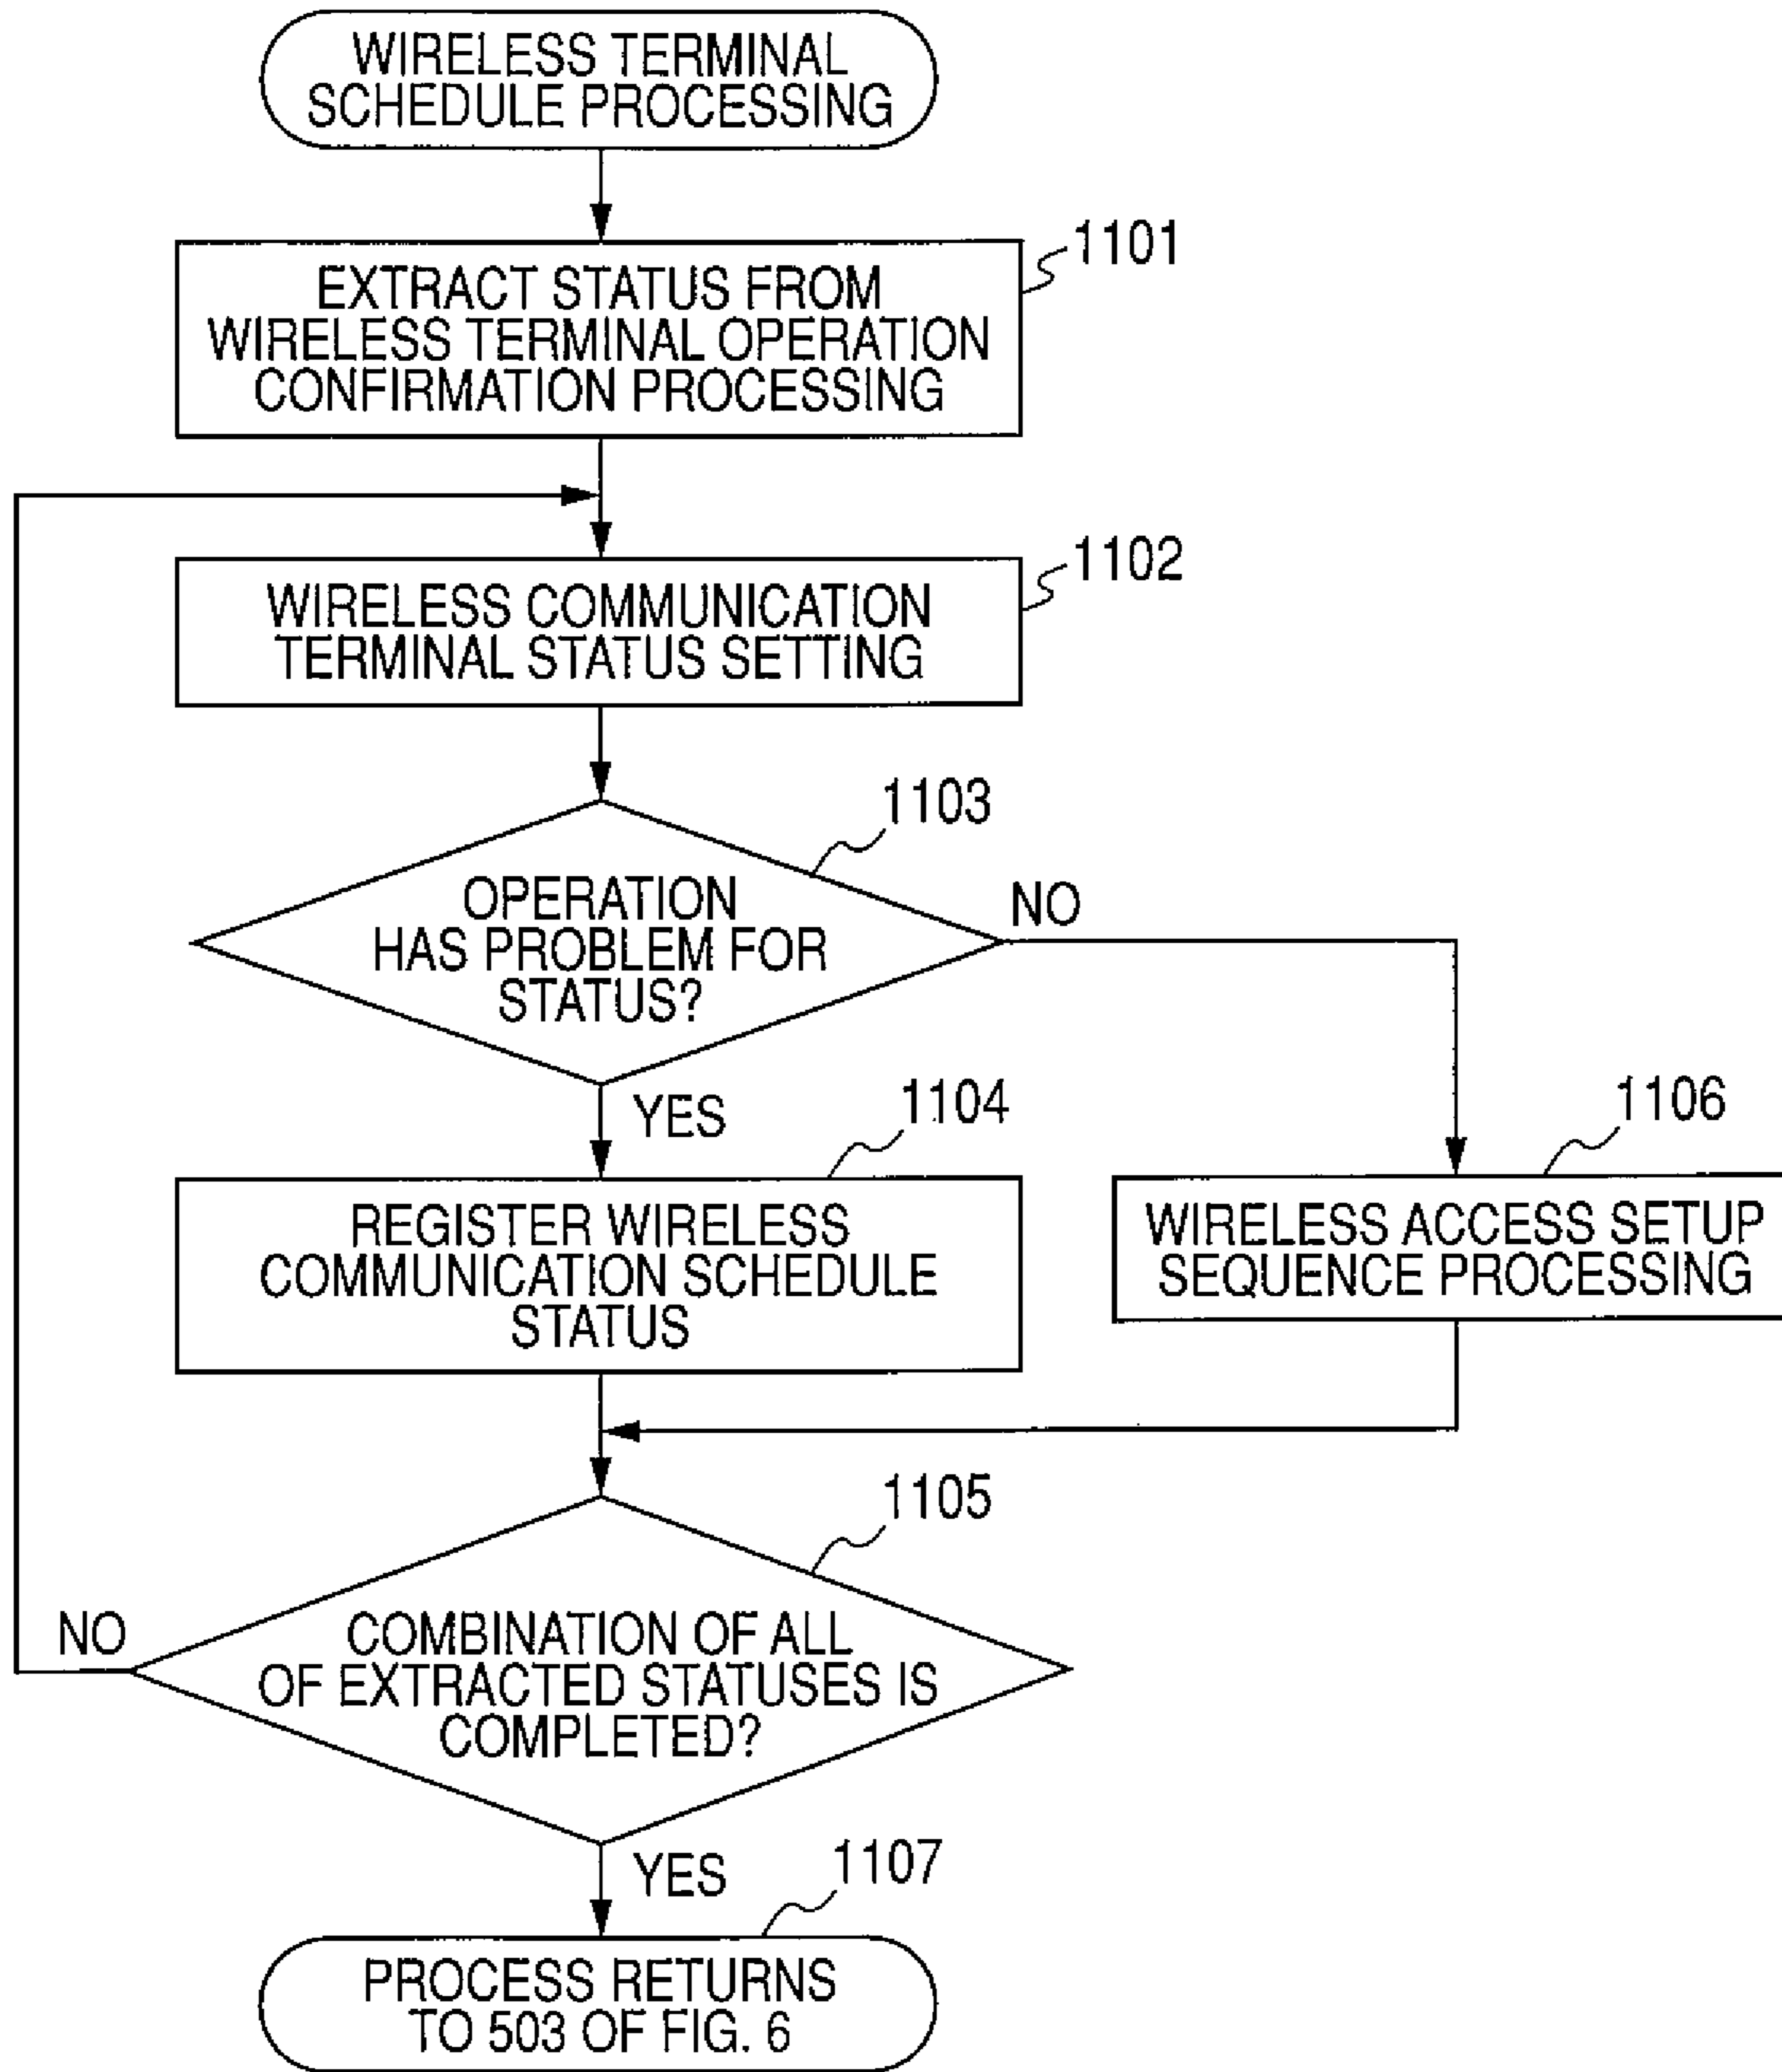 WIRELESS TERMINAL
SCHEDULE PROCESSING
1101
EXTRACT STATUS FROM
WIRELESS TERMINAL OPERATION
CONFIRMATION PROCESSING
1102
WIRELESS COMMUNICATION
TERMINAL STATUS SETTING
1103
OPERATION
HAS PROBLEM FOR
STATUS?
NO
YES
1104
REGISTER WIRELESS
COMMUNICATION SCHEDULE
STATUS
1106
WIRELESS ACCESS SETUP
SEQUENCE PROCESSING
1105
COMBINATION OF ALL
OF EXTRACTED STATUSES IS
COMPLETED?
NO
YES
1107
PROCESS RETURNS
TO 503 OF FIG. 6